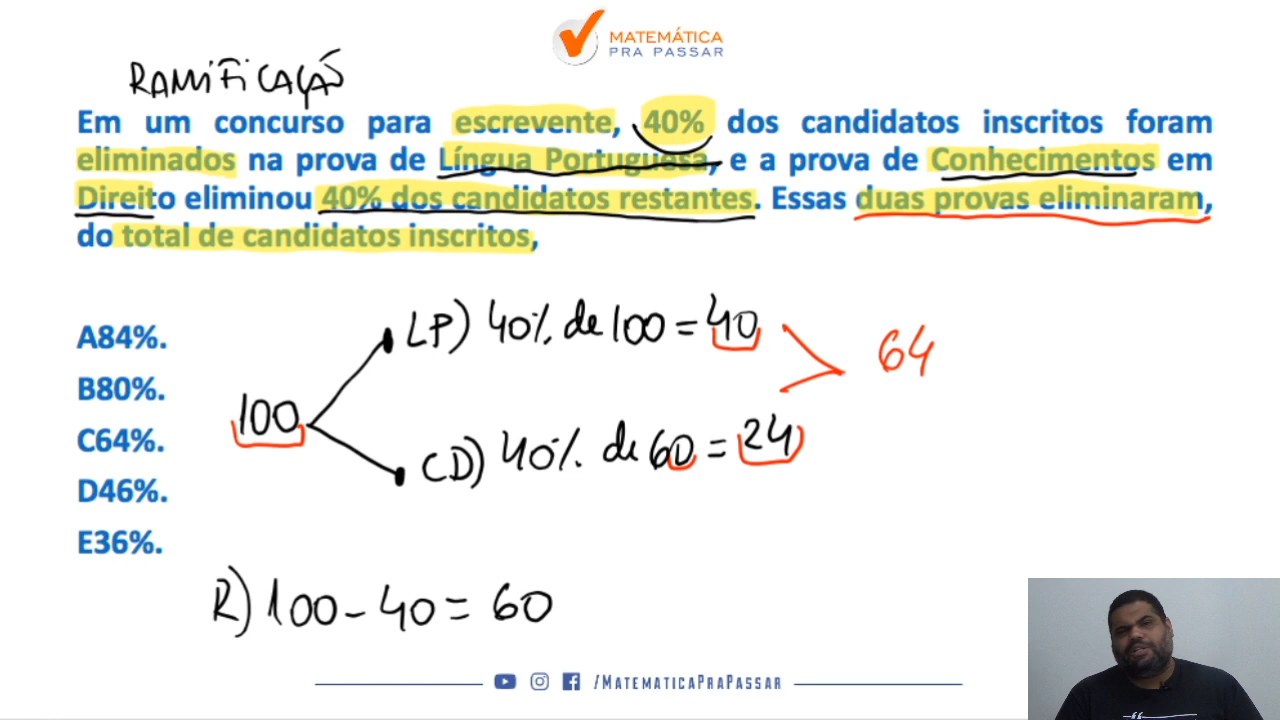 MATEMÁTICA
PRA PASSAR
RAMIFICAÇÃO
Em um concurso para escrevente, 40% dos candidatos inscritos foram
eliminados na prova de Língua Portuguesa, e a prova de Conhecimentos em
Direito eliminou 40% dos candidatos restantes. Essas duas provas eliminaram,
do total de candidatos inscritos,
A84%.
B80%.
C64%.
D46%.
E36%.
LP) 40% de 100 = 40
64
100
CD) 40% de 60 = 24
R) 100 - 40 = 60
/MATEMATICAPRAPASSAR